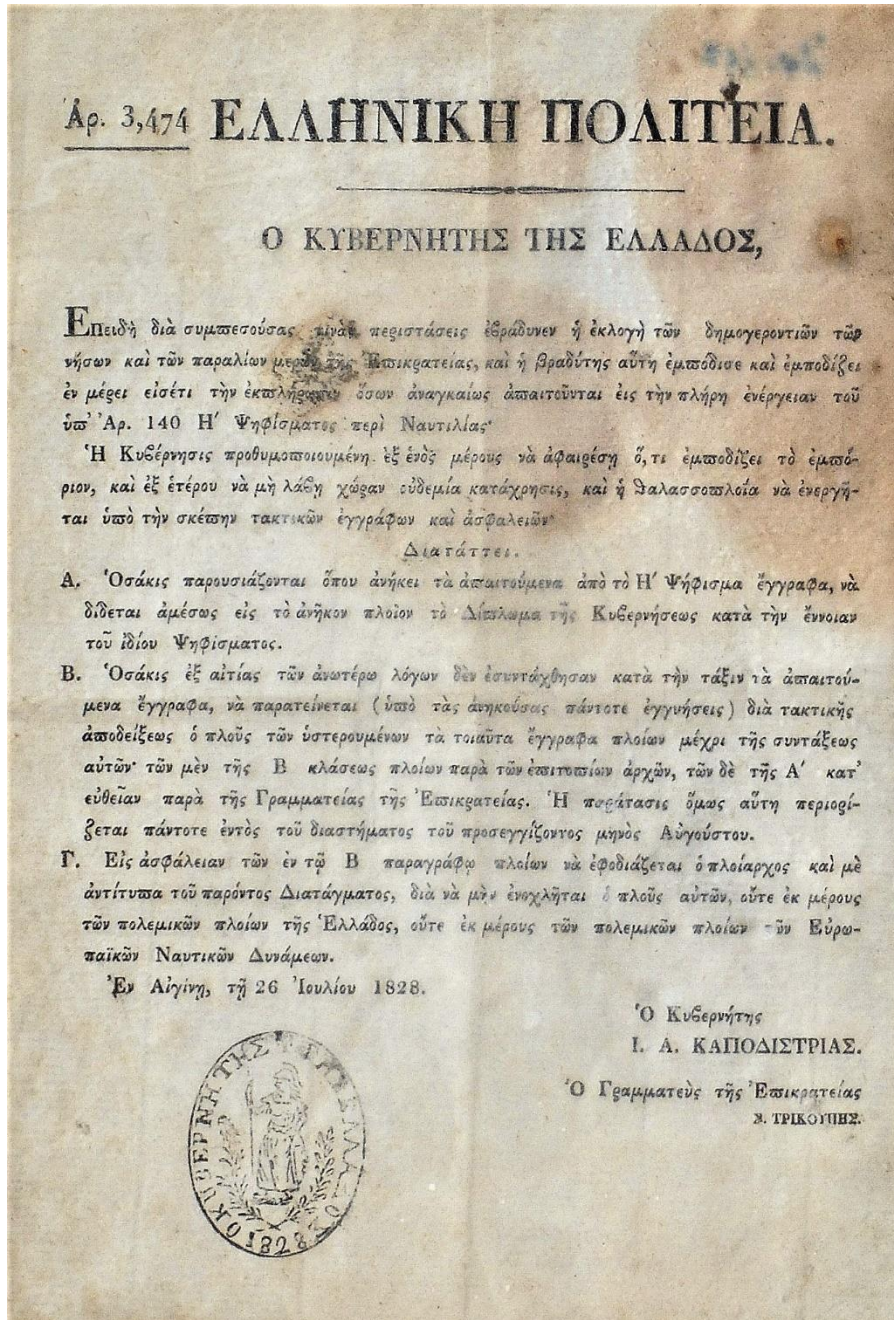 Ἀρ. 3,474 ΕΛΛΗΝΙΚΗ ΠΟΛΙΤΕΙΑ.
Ο ΚΥΒΕΡΝΗΤΗΣ ΤΗΣ ΕΛΛΑΔΟΣ,
Ἐπειδὴ διὰ συμπεσούσας τινὰς περιστάσεις ἐβράδυνεν ἡ ἐκλογὴ τῶν δημογεροντιῶν τῶν
νήσων καὶ τῶν παραλίων μερῶν τῆς Ἐπικρατείας, καὶ ἡ βραδύτης αὕτη ἐμπόδισε καὶ ἐμποδίζει
ἐν μέρει εἰσέτι τὴν ἐκπλήρωσιν ὅσων ἀναγκαίως ἀπαιτοῦνται εἰς τὴν πλήρη ἐνέργειαν τοῦ
ὑπ' Ἀρ. 140 Η' Ψηφίσματος περὶ Ναυτιλίας·
Ἡ Κυβέρνησις προθυμοποιουμένη ἐξ ἑνὸς μέρους νὰ ἀφαιρέσῃ ὅ,τι ἐμποδίζει τὸ ἐμπό-
ριον, καὶ ἐξ ἑτέρου νὰ μὴ λάβῃ χώραν οὐδεμία κατάχρησις, καὶ ἡ θαλασσοπλοΐα νὰ ἐνεργῆ-
ται ὑπὸ τὴν σκέπην τακτικῶν ἐγγράφων καὶ ἀσφαλειῶν·
Διατάττει.
Α. Ὁσάκις παρουσιάζονται ὅπου ἀνήκει τὰ ἀπαιτούμενα ἀπὸ τὸ Η' Ψήφισμα ἔγγραφα, νὰ
δίδεται ἀμέσως εἰς τὸ ἀνῆκον πλοῖον τὸ Δίπλωμα τῆς Κυβερνήσεως κατὰ τὴν ἔννοιαν
τοῦ ἰδίου Ψηφίσματος.
Β. Ὁσάκις ἐξ αἰτίας τῶν ἀνωτέρω λόγων δὲν ἐσυντάχθησαν κατὰ τὴν τάξιν τὰ ἀπαιτού-
μενα ἔγγραφα, νὰ παρατείνεται (ὑπὸ τὰς ἀνηκούσας πάντοτε ἐγγυήσεις) διὰ τακτικῆς
ἀποδείξεως ὁ πλοῦς τῶν ὑστερουμένων τὰ τοιαῦτα ἔγγραφα πλοίων μέχρι τῆς συντάξεως
αὐτῶν· τῶν μὲν τῆς Β κλάσεως πλοίων παρὰ τῶν ἐπιτοπίων ἀρχῶν, τῶν δὲ τῆς Α' κατ'
εὐθεῖαν παρὰ τῆς Γραμματείας τῆς Ἐπικρατείας. Ἡ παράτασις ὅμως αὕτη περιορί-
ζεται πάντοτε ἐντὸς τοῦ διαστήματος τοῦ προσεγγίζοντος μηνὸς Αὐγούστου.
Γ. Εἰς ἀσφάλειαν τῶν ἐν τῷ Β παραγράφῳ πλοίων νὰ ἐφοδιάζεται ὁ πλοίαρχος καὶ μὲ
ἀντίτυπα τοῦ παρόντος Διατάγματος, διὰ νὰ μὴν ἐνοχλῆται ὁ πλοῦς αὐτῶν, οὔτε ἐκ μέρους
τῶν πολεμικῶν πλοίων τῆς Ἑλλάδος, οὔτε ἐκ μέρους τῶν πολεμικῶν πλοίων τῶν Εὐρω-
παϊκῶν Ναυτικῶν Δυνάμεων.
Ἐν Αἰγίνῃ, τῇ 26 Ἰουλίου 1828.
Ὁ Κυβερνήτης
Ι. Α. ΚΑΠΟΔΙΣΤΡΙΑΣ.
Ὁ Γραμματεὺς τῆς Ἐπικρατείας
Σ. ΤΡΙΚΟΥΠΗΣ.
Ο ΚΥΒΕΡΝΗΤΗΣ ΤΗΣ ΕΛΛΑΔΟΣ
1828